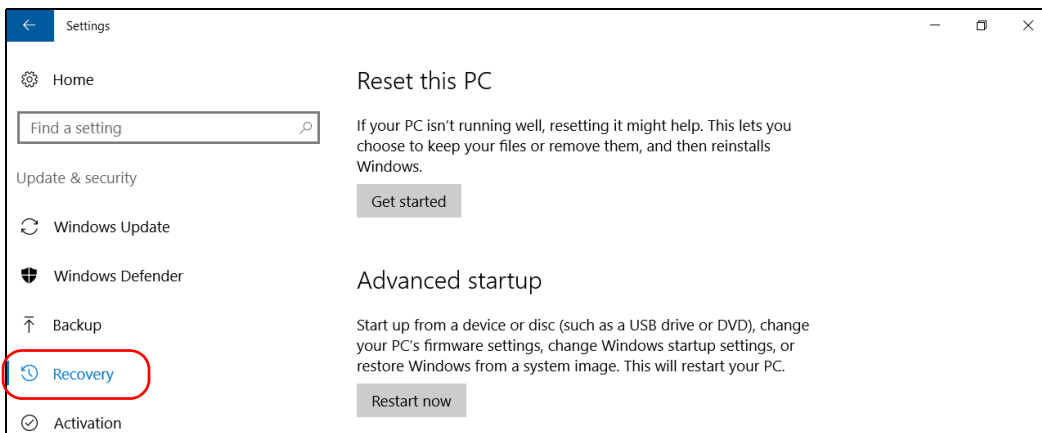 Settings
Home
Find a setting
Update & security
Windows Update
Windows Defender
Backup
Recovery
Activation
Reset this PC
If your PC isn't running well, resetting it might help. This lets you
choose to keep your files or remove them, and then reinstalls
Windows.
Get started
Advanced startup
Start up from a device or disc (such as a USB drive or DVD), change
your PC's firmware settings, change Windows startup settings, or
restore Windows from a system image. This will restart your PC.
Restart now